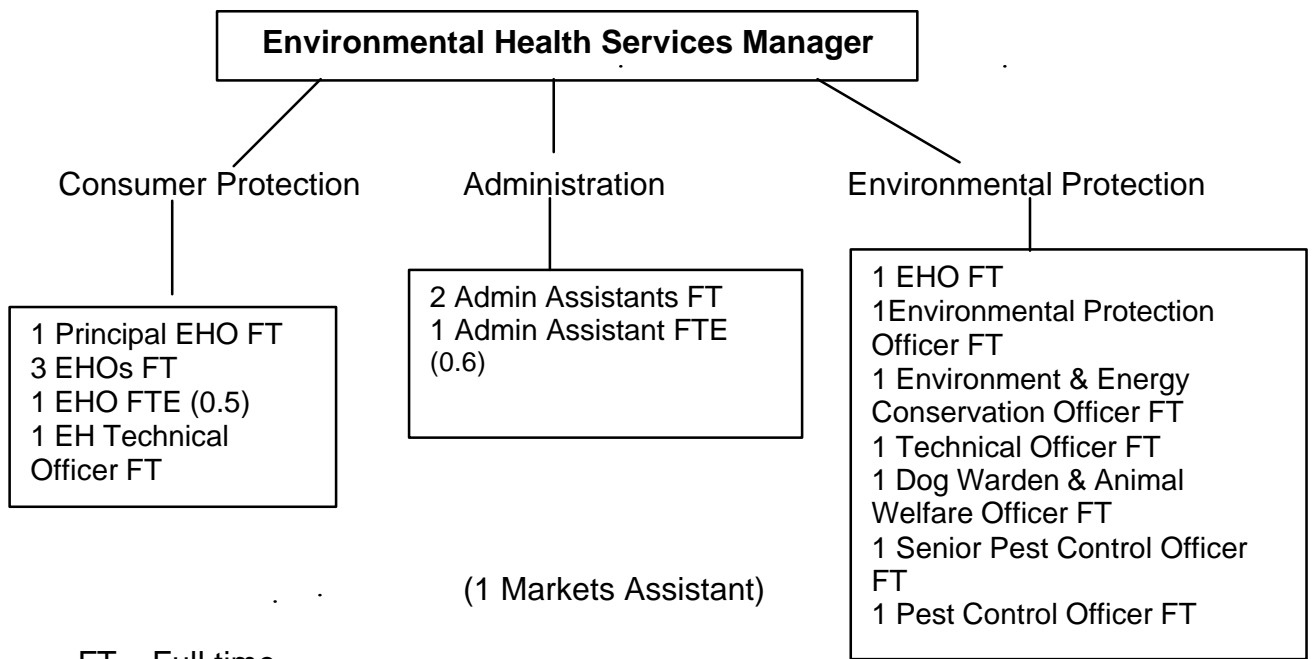 Environmental Health Services Manager
Consumer Protection
Administration
Environmental Protection
1 Principal EHO FT
3 EHOs FT
1 EHO FTE (0.5)
1 EH Technical
Officer FT
2 Admin Assistants FT
1 Admin Assistant FTE
(0.6)
1 EHO FT
1Environmental Protection
Officer FT
1 Environment & Energy
Conservation Officer FT
1 Technical Officer FT
1 Dog Warden & Animal
Welfare Officer FT
1 Senior Pest Control Officer
FT
1 Pest Control Officer FT
(1 Markets Assistant)
FT – Full time